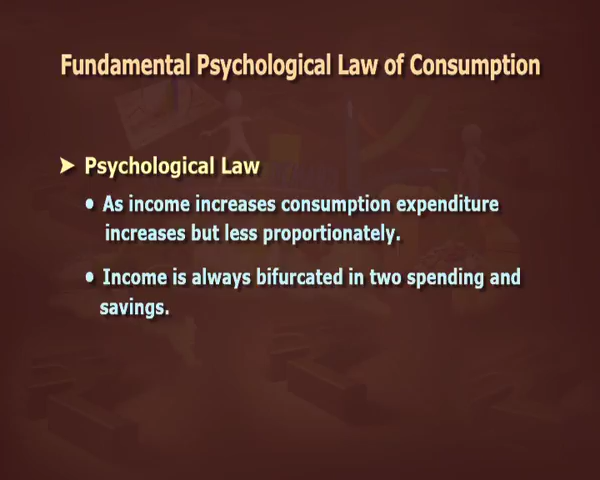 Fundamental Psychological Law of Consumption
➤ Psychological Law
• As income increases consumption expenditure
increases but less proportionately.
• Income is always bifurcated in two spending and
savings.